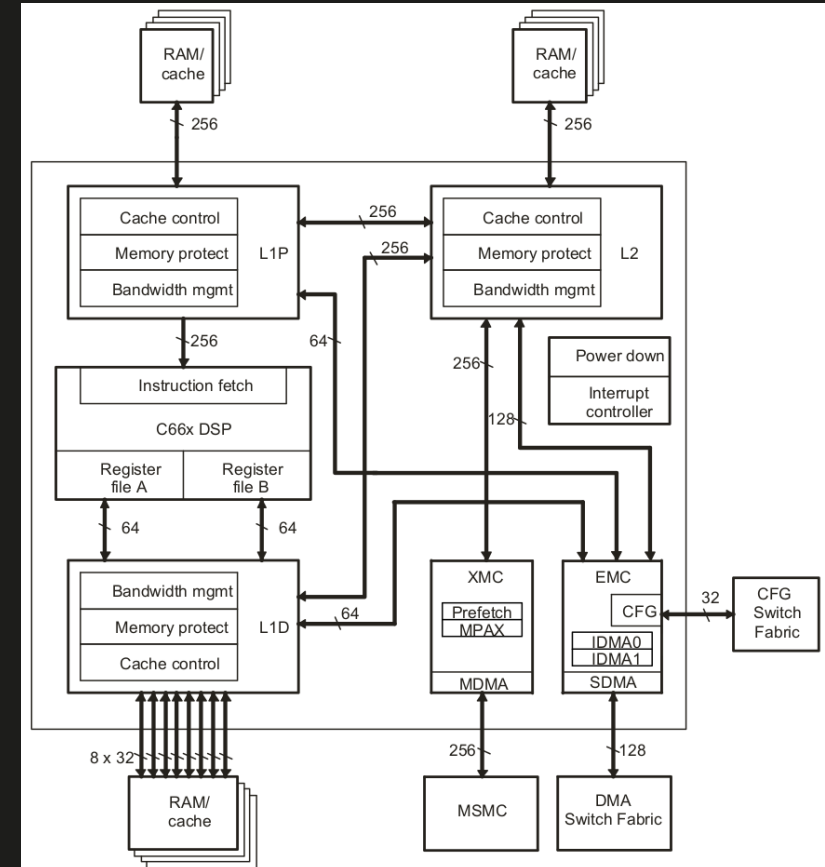 RAM/
cache
RAM/
cache
256
256
Cache control
Memory protect
Bandwidth mgmt
L1P
256
256
Cache control
Memory protect
Bandwidth mgmt
L2
256
64
256
128
Power down
Interrupt
controller
Instruction fetch
C66x DSP
Register
file A
Register
file B
64
64
Bandwidth mgmt
Memory protect
Cache control
L1D
64
XMC
Prefetch
MPAX
MDMA
EMC
CFG
IDMA0
IDMA1
SDMA
32
CFG
Switch
Fabric
8 x 32
256
128
RAM/
cache
MSMC
DMA
Switch Fabric